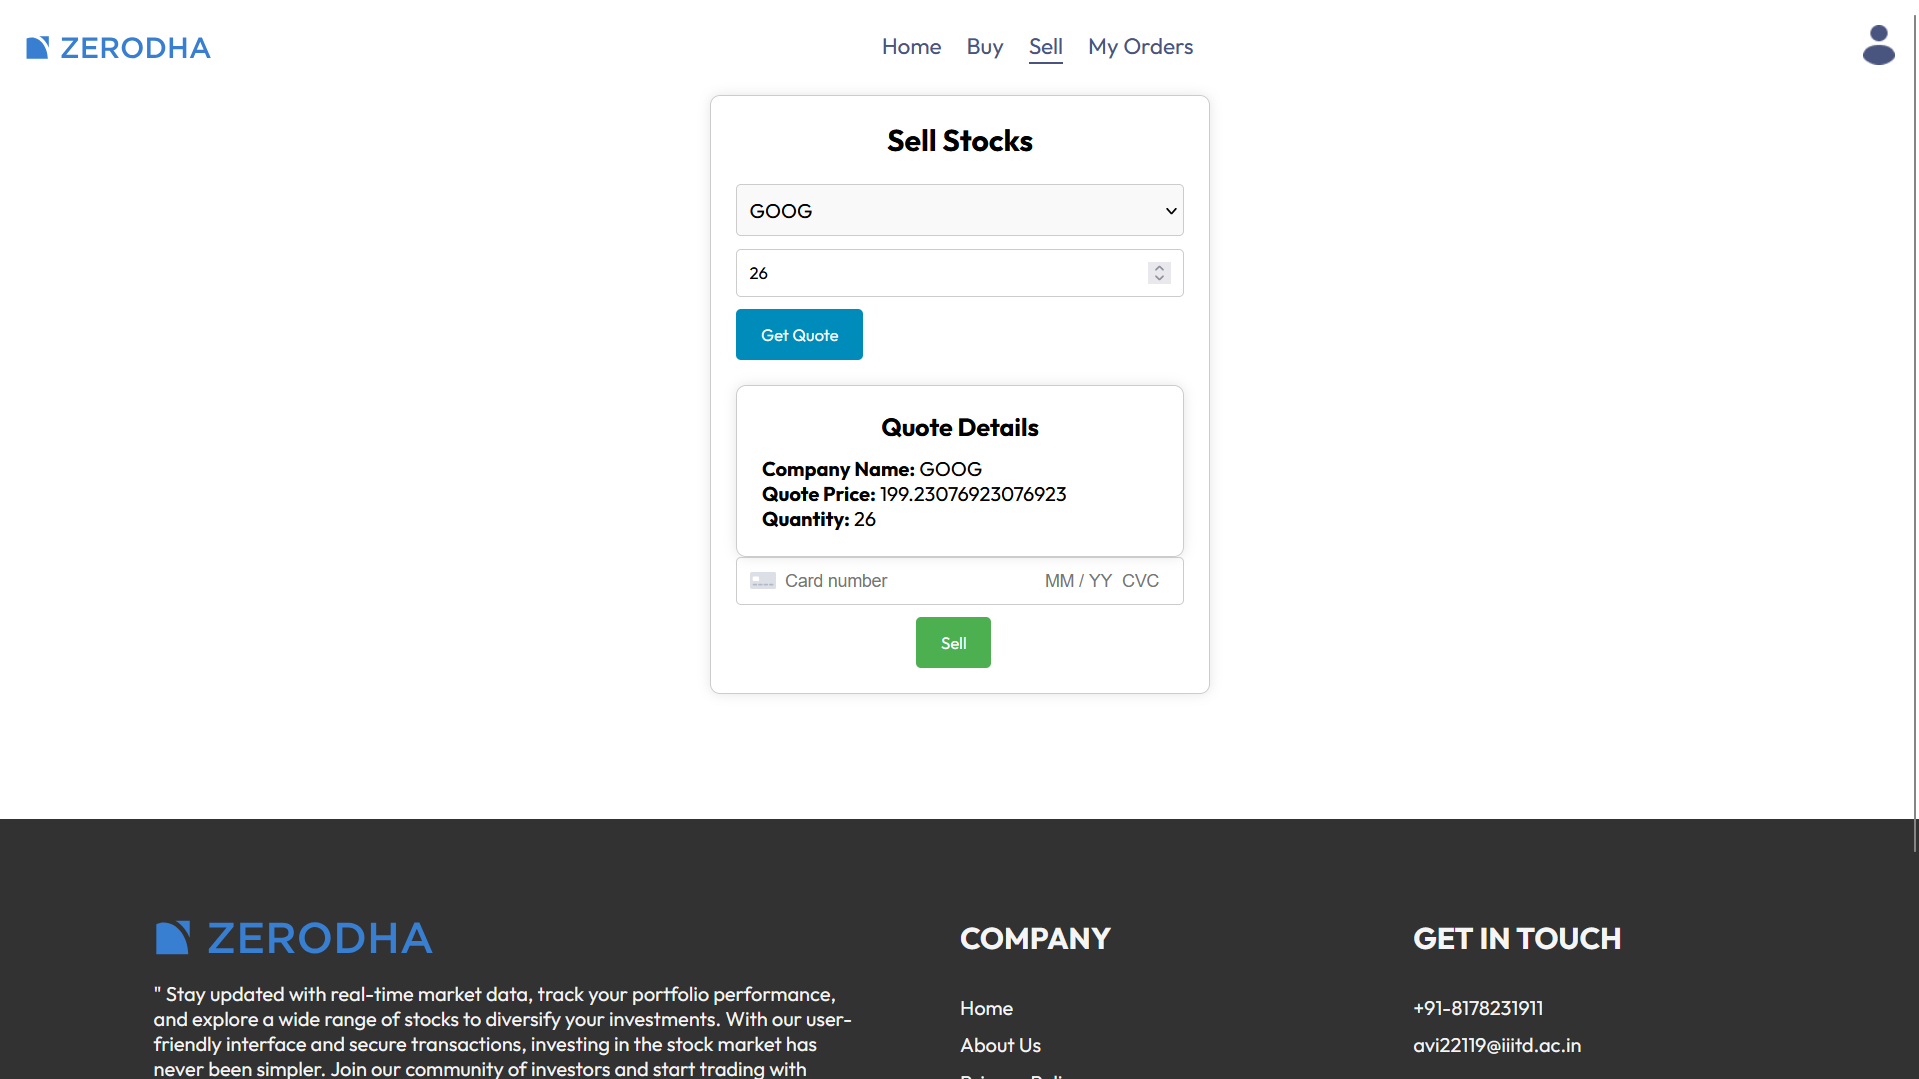 ZERODHA
Home Buy Sell My Orders
Sell Stocks
GOOG
26
Get Quote
Quote Details
Company Name: GOOG
Quote Price: 199.23076923076923
Quantity: 26
Card number MM / YY CVC
Sell
ZERODHA
" Stay updated with real-time market data, track your portfolio performance,
and explore a wide range of stocks to diversify your investments. With our user-
friendly interface and secure transactions, investing in the stock market has
never been simpler. Join our community of investors and start trading with
COMPANY
Home
About Us
GET IN TOUCH
+91-8178231911
avi22119@iiitd.ac.in